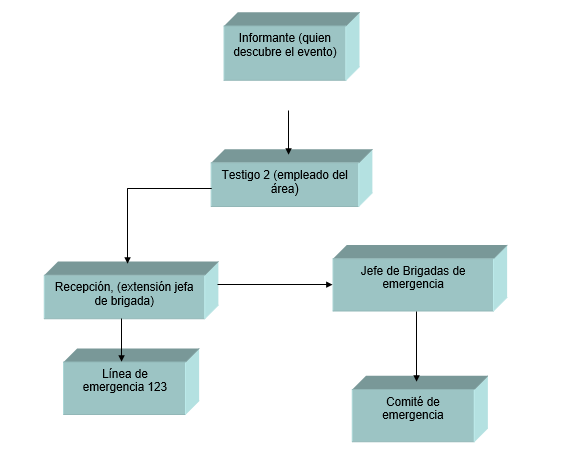 Informante (quien
descubre el evento)
Testigo 2 (empleado del
área)
Recepción, (extensión jefa
de brigada)
Jefe de Brigadas de
emergencia
Línea de
emergencia 123
Comité de
emergencia